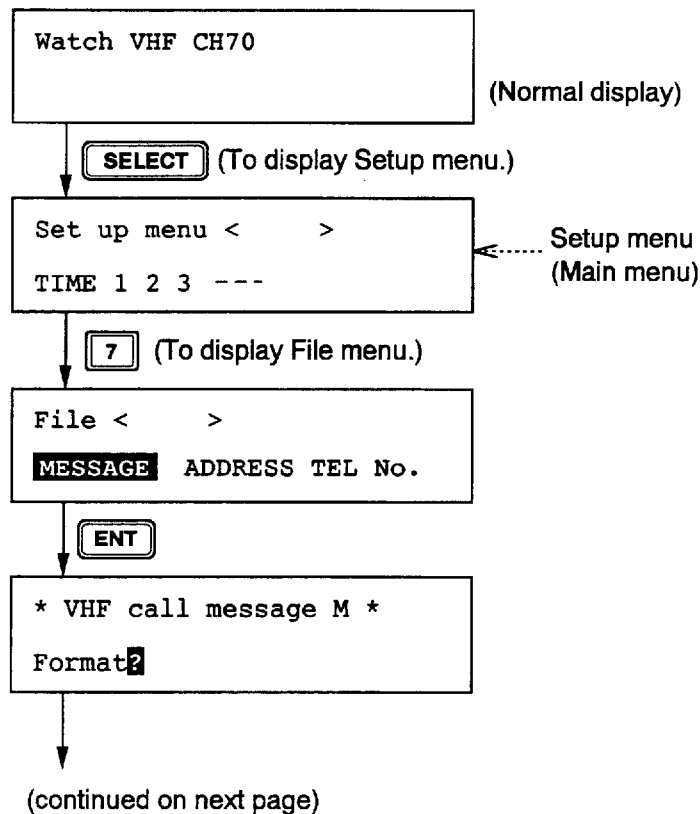 Watch VHF CH70
(Normal display)
SELECT (To display Setup menu.)
Set up menu < >
TIME 1 2 3 ---
Setup menu
(Main menu)
7 (To display File menu.)
File < >
MESSAGE ADDRESS TEL No.
ENT
* VHF call message M *
Format?
(continued on next page)